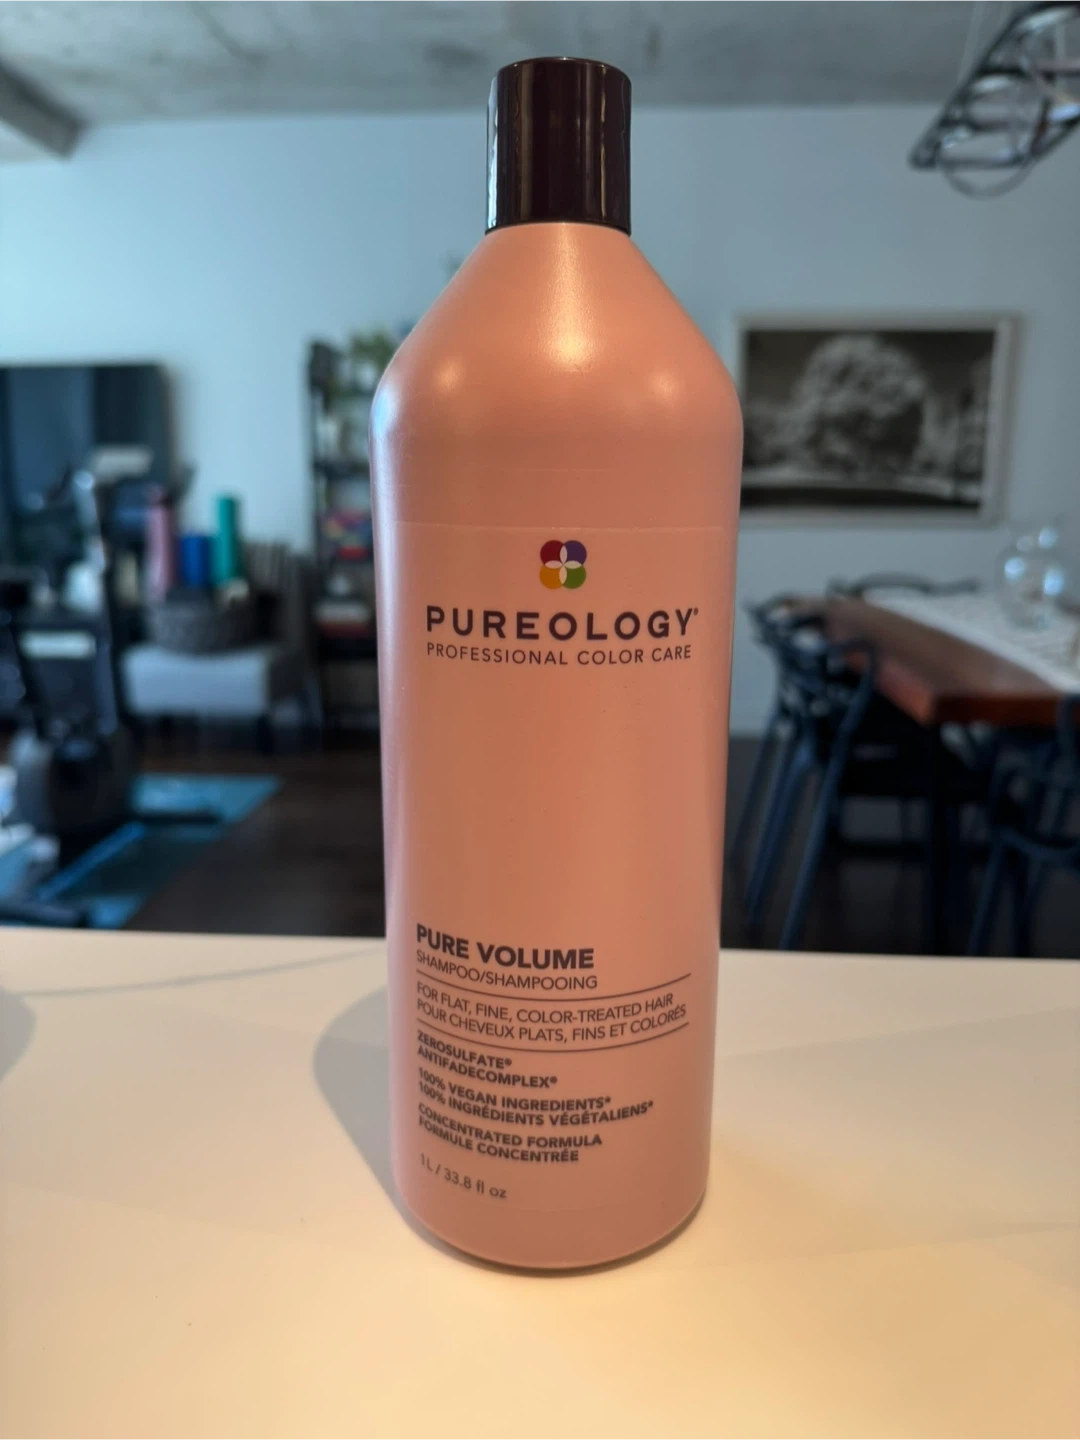 PUREOLOGY®
PROFESSIONAL COLOR CARE
PURE VOLUME
SHAMPOO/SHAMPOOING
FOR FLAT, FINE, COLOR-TREATED HAIR
POUR CHEVEUX PLATS, FINS ET COLORÉS
ZEROSULFATE®
ANTIFADECOMPLEX®
100% VEGAN INGREDIENTS*
100% INGRÉDIENTS VÉGÉTALIENS*
CONCENTRATED FORMULA
FORMULE CONCENTRÉE
1 L / 33.8 fl oz